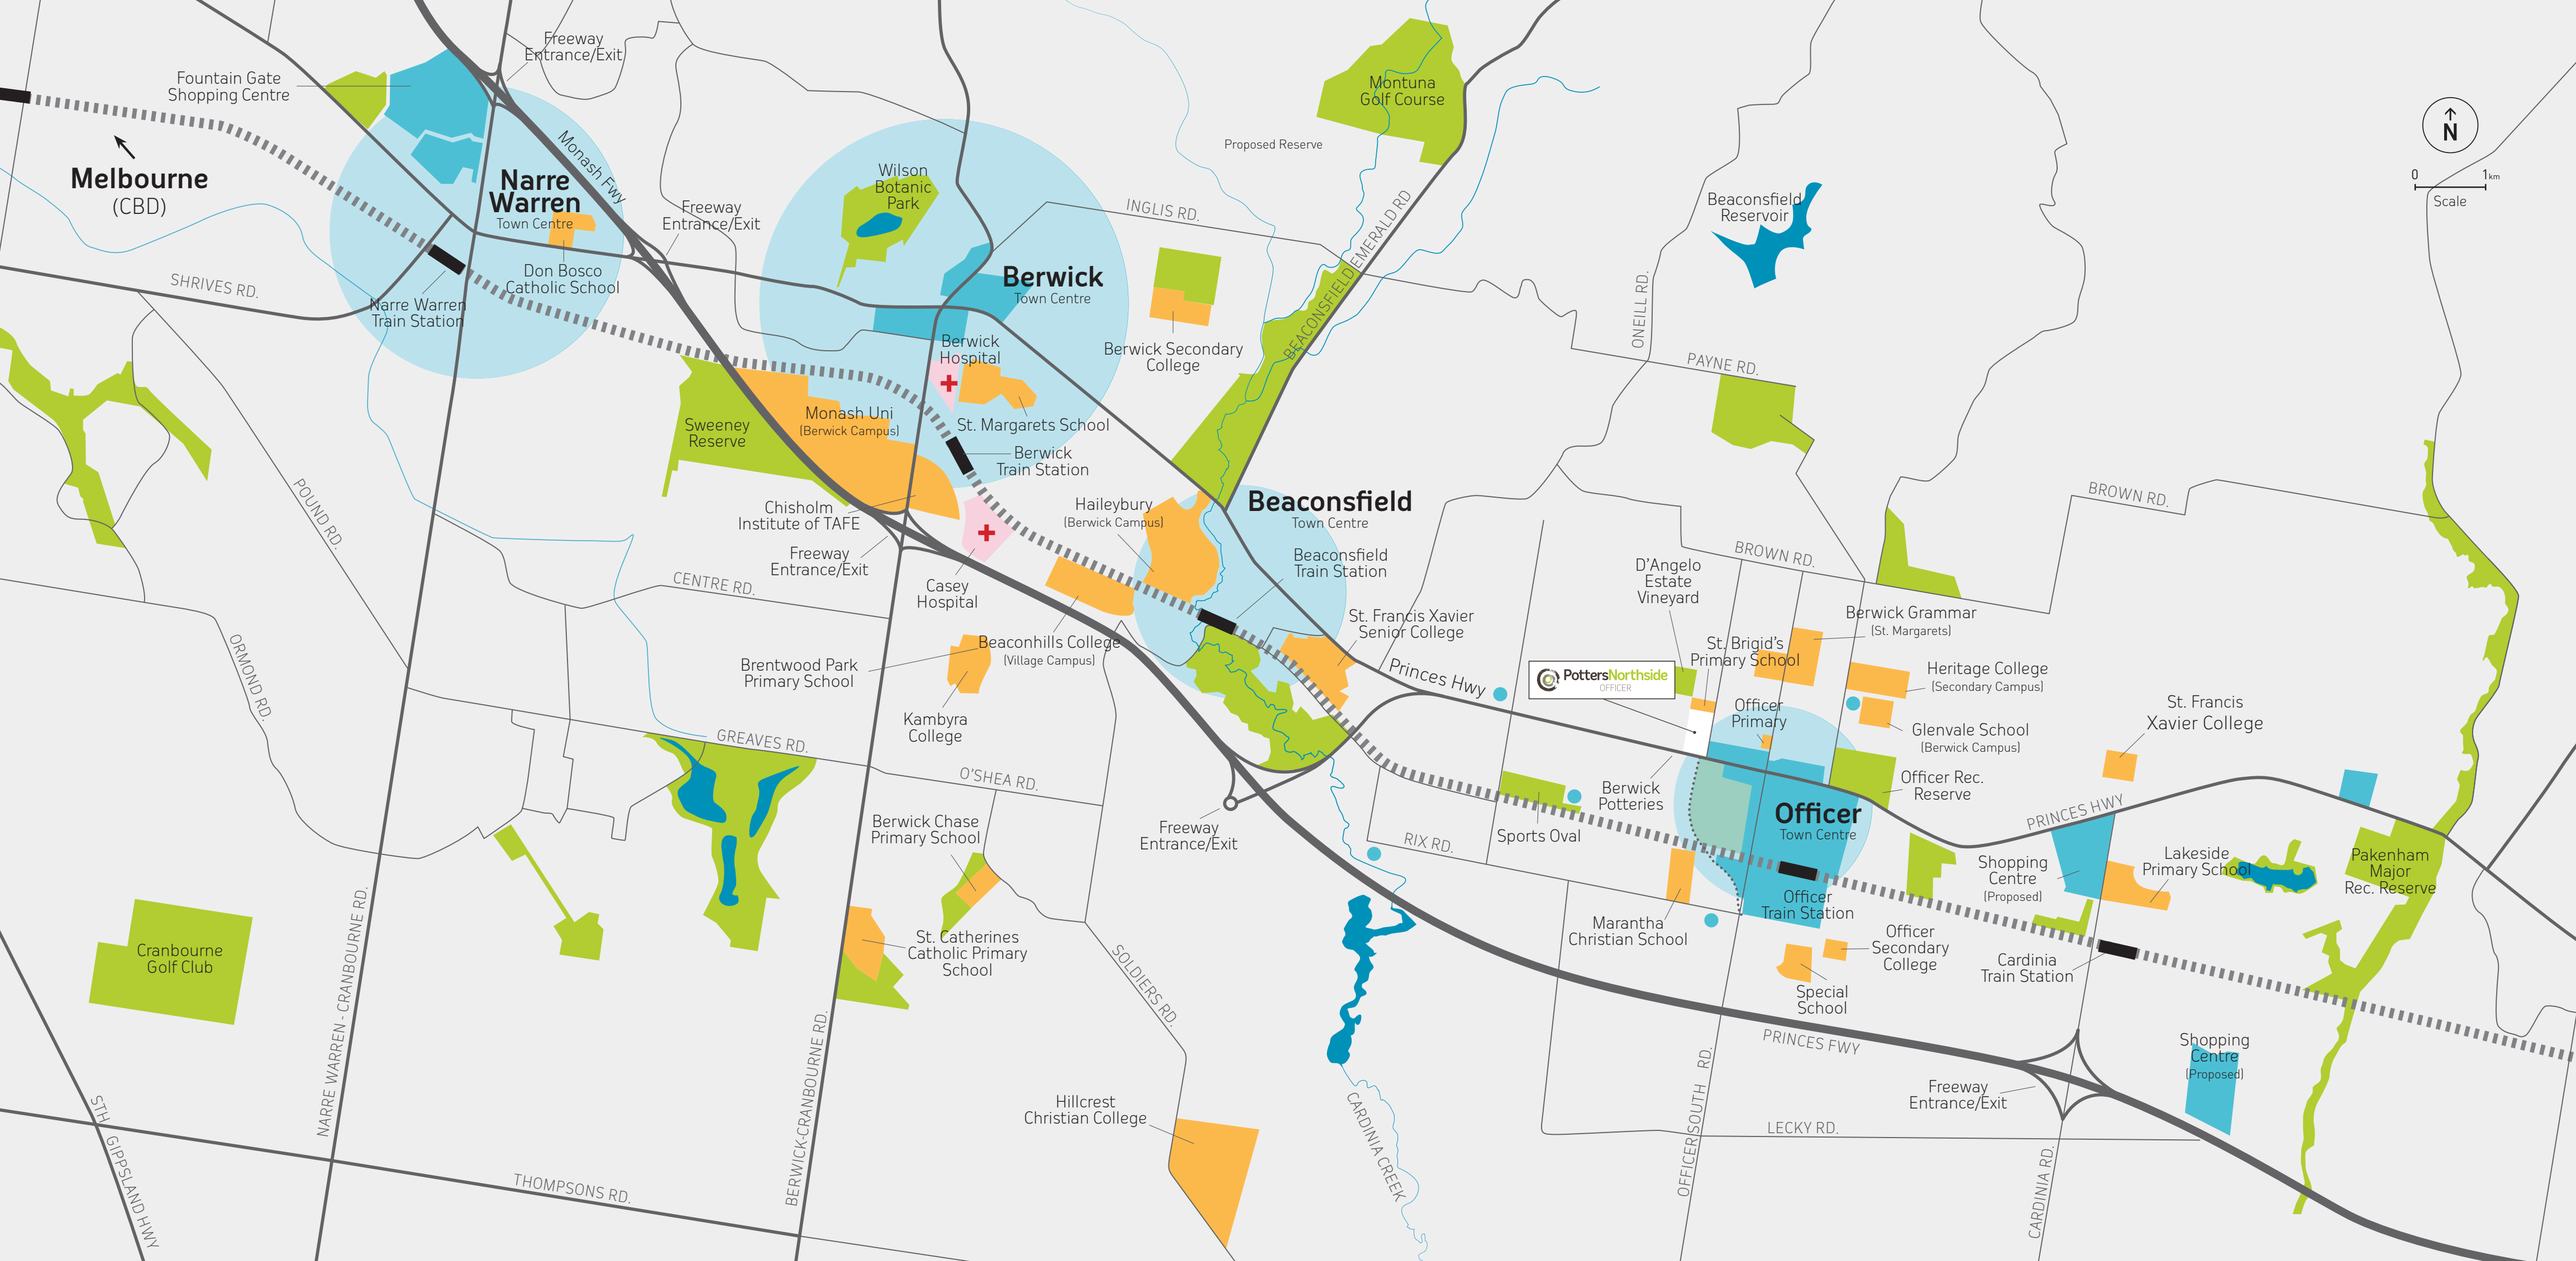 Freeway
Entrance/Exit
Fountain Gate
Shopping Centre
Melbourne
(CBD)
Monash Fwy
Narre
Warren
Town Centre
Don Bosco
Catholic School
Narre Warren
Train Station
SHRIVES RD.
Freeway
Entrance/Exit
Wilson
Botanic
Park
Berwick
Town Centre
INGLIS RD.
Proposed Reserve
Montuna
Golf Course
BEACONSFIELD EMERALD RD
Beaconsfield
Reservoir
N
0 1km
Scale
ONEILL RD.
PAYNE RD.
Berwick
Hospital
Berwick Secondary
College
Sweeney
Reserve
Monash Uni
(Berwick Campus)
St. Margarets School
Berwick
Train Station
POUND RD.
Chisholm
Institute of TAFE
Freeway
Entrance/Exit
Haileybury
(Berwick Campus)
Beaconsfield
Town Centre
Beaconsfield
Train Station
Casey
Hospital
CENTRE RD.
BROWN RD.
BROWN RD.
D'Angelo
Estate
Vineyard
Berwick Grammar
(St. Margarets)
St. Francis Xavier
Senior College
St. Brigid's
Primary School
Heritage College
(Secondary Campus)
Beaconhills College
(Village Campus)
Brentwood Park
Primary School
Kambyra
College
ORMOND RD.
Princes Hwy
PottersNorthside
OFFICER
Officer
Primary
Glenvale School
(Berwick Campus)
St. Francis
Xavier College
GREAVES RD.
O'SHEA RD.
Berwick
Potteries
Officer Rec.
Reserve
PRINCES HWY
Berwick Chase
Primary School
Freeway
Entrance/Exit
Sports Oval
RIX RD.
Officer
Town Centre
Shopping
Centre
(Proposed)
Lakeside
Primary School
Pakenham
Major
Rec. Reserve
Officer
Train Station
Marantha
Christian School
Officer
Secondary
College
Cardinia
Train Station
Special
School
Cranbourne
Golf Club
St. Catherines
Catholic Primary
School
SOLDIERS RD.
NARRE WARREN - CRANBOURNE RD.
BERWICK-CRANBOURNE RD.
PRINCES FWY
Shopping
Centre
(Proposed)
Freeway
Entrance/Exit
Hillcrest
Christian College
CARDINIA CREEK
OFFICER SOUTH RD.
LECKY RD.
CARDINIA RD.
STH GIPPSLAND HWY
THOMPSONS RD.